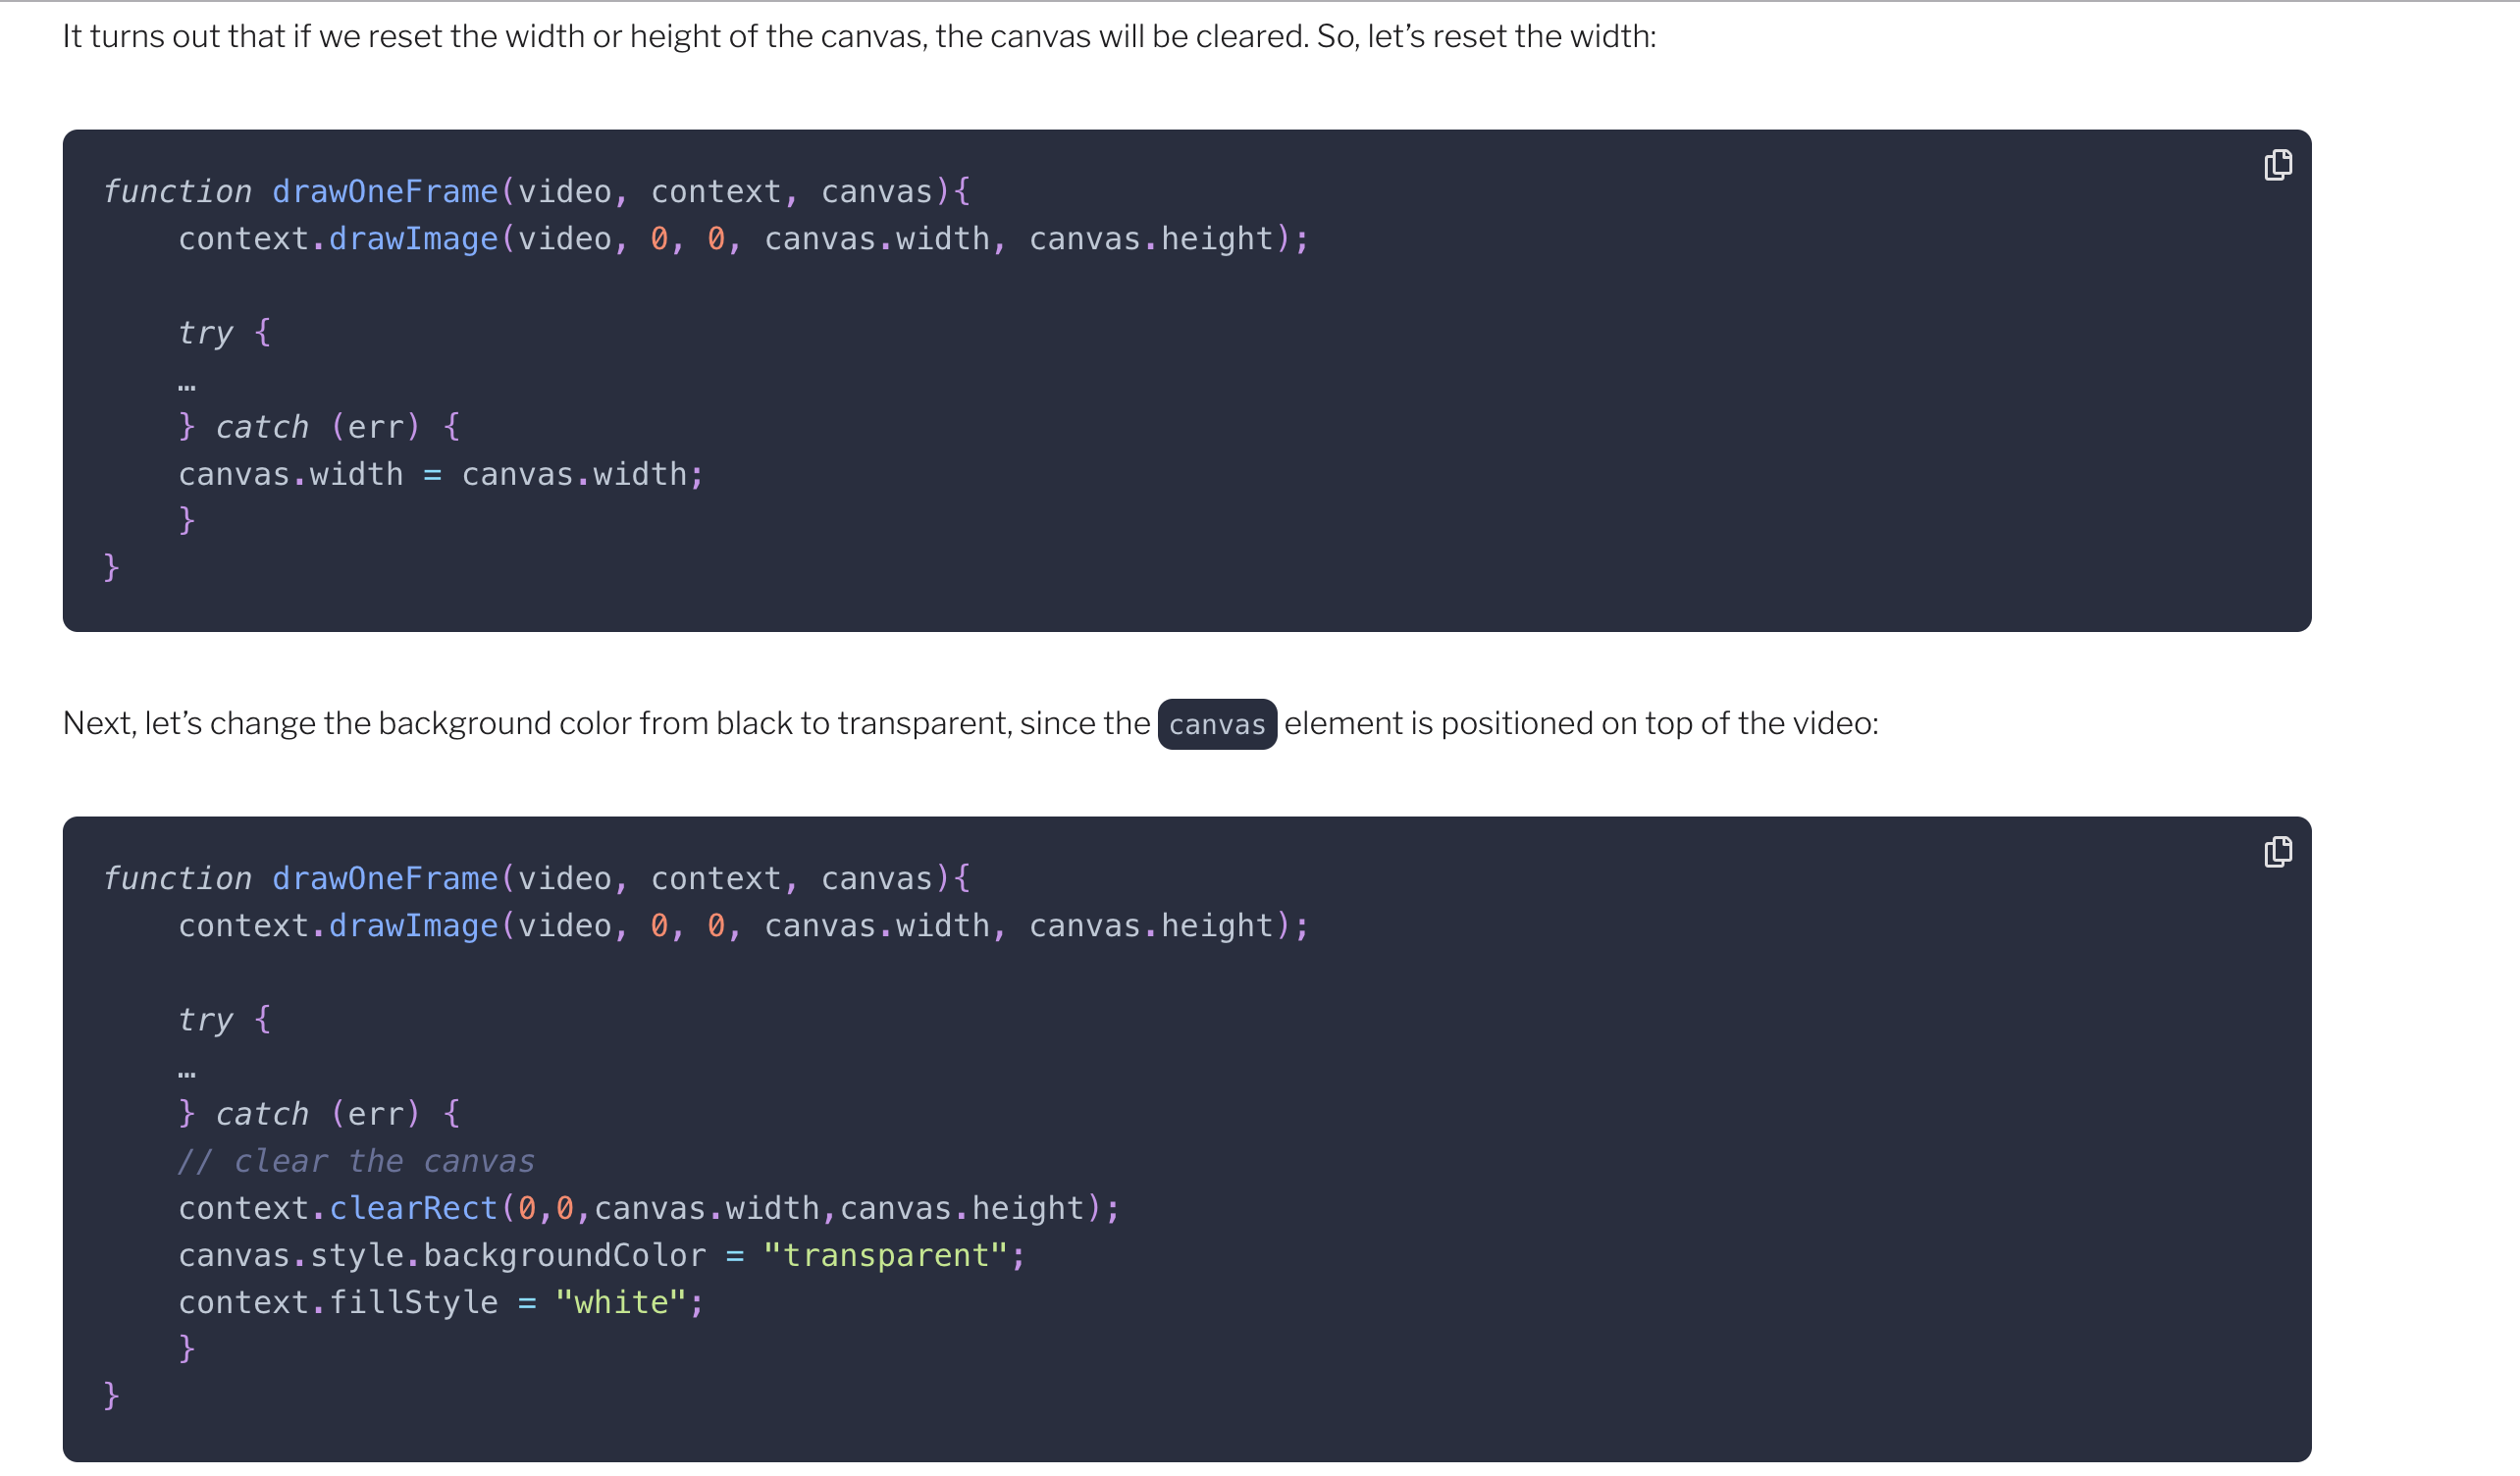 It turns out that if we reset the width or height of the canvas, the canvas will be cleared. So, let’s reset the width:
function drawOneFrame(video, context, canvas){
    context.drawImage(video, 0, 0, canvas.width, canvas.height);
    try {
    …
    } catch (err) {
    canvas.width = canvas.width;
    }
}
Next, let’s change the background color from black to transparent, since the canvas element is positioned on top of the video:
function drawOneFrame(video, context, canvas){
    context.drawImage(video, 0, 0, canvas.width, canvas.height);
    try {
    …
    } catch (err) {
    // clear the canvas
    context.clearRect(0,0,canvas.width,canvas.height);
    canvas.style.backgroundColor = "transparent";
    context.fillStyle = "white";
    }
}